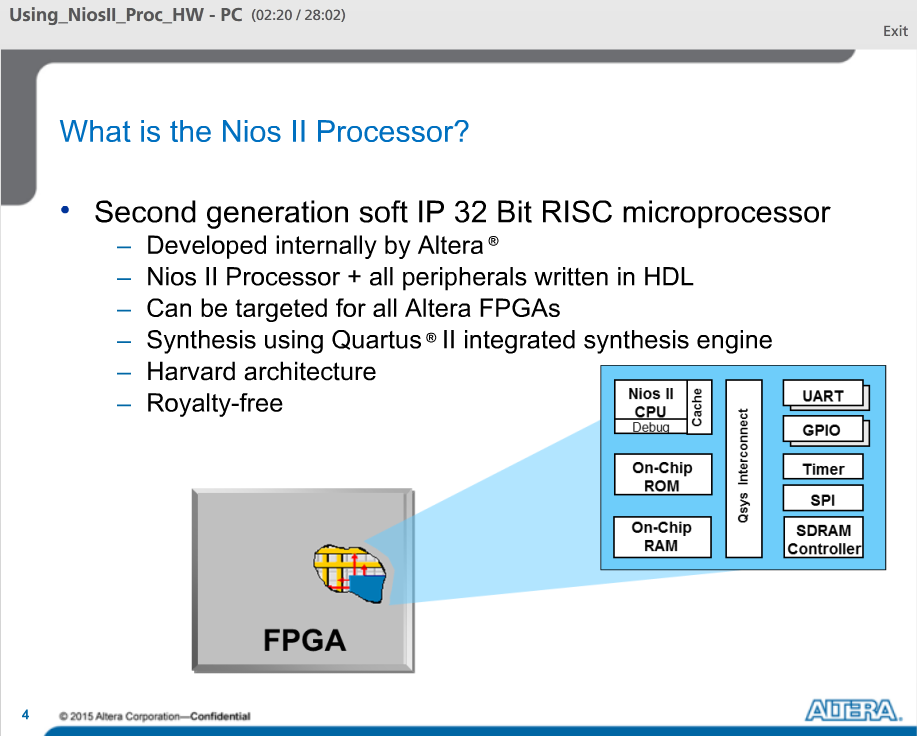 Using_NiosII_Proc_HW - PC (02:20 / 28:02)
Exit
What is the Nios II Processor?
• Second generation soft IP 32 Bit RISC microprocessor
– Developed internally by Altera®
– Nios II Processor + all peripherals written in HDL
– Can be targeted for all Altera FPGAs
– Synthesis using Quartus® II integrated synthesis engine
– Harvard architecture
– Royalty-free
Nios II
CPU
Debug
Cache
On-Chip
ROM
On-Chip
RAM
Qsys Interconnect
UART
GPIO
Timer
SPI
SDRAM
Controller
FPGA
4
© 2015 Altera Corporation—Confidential
ALTERA.